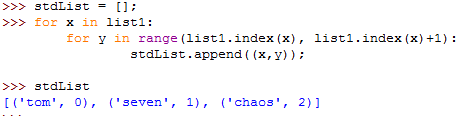 >>> stdList = [];
>>> for x in list1:
        for y in range(list1.index(x), list1.index(x)+1):
                stdList.append((x,y));

>>> stdList
[('tom', 0), ('seven', 1), ('chaos', 2)]